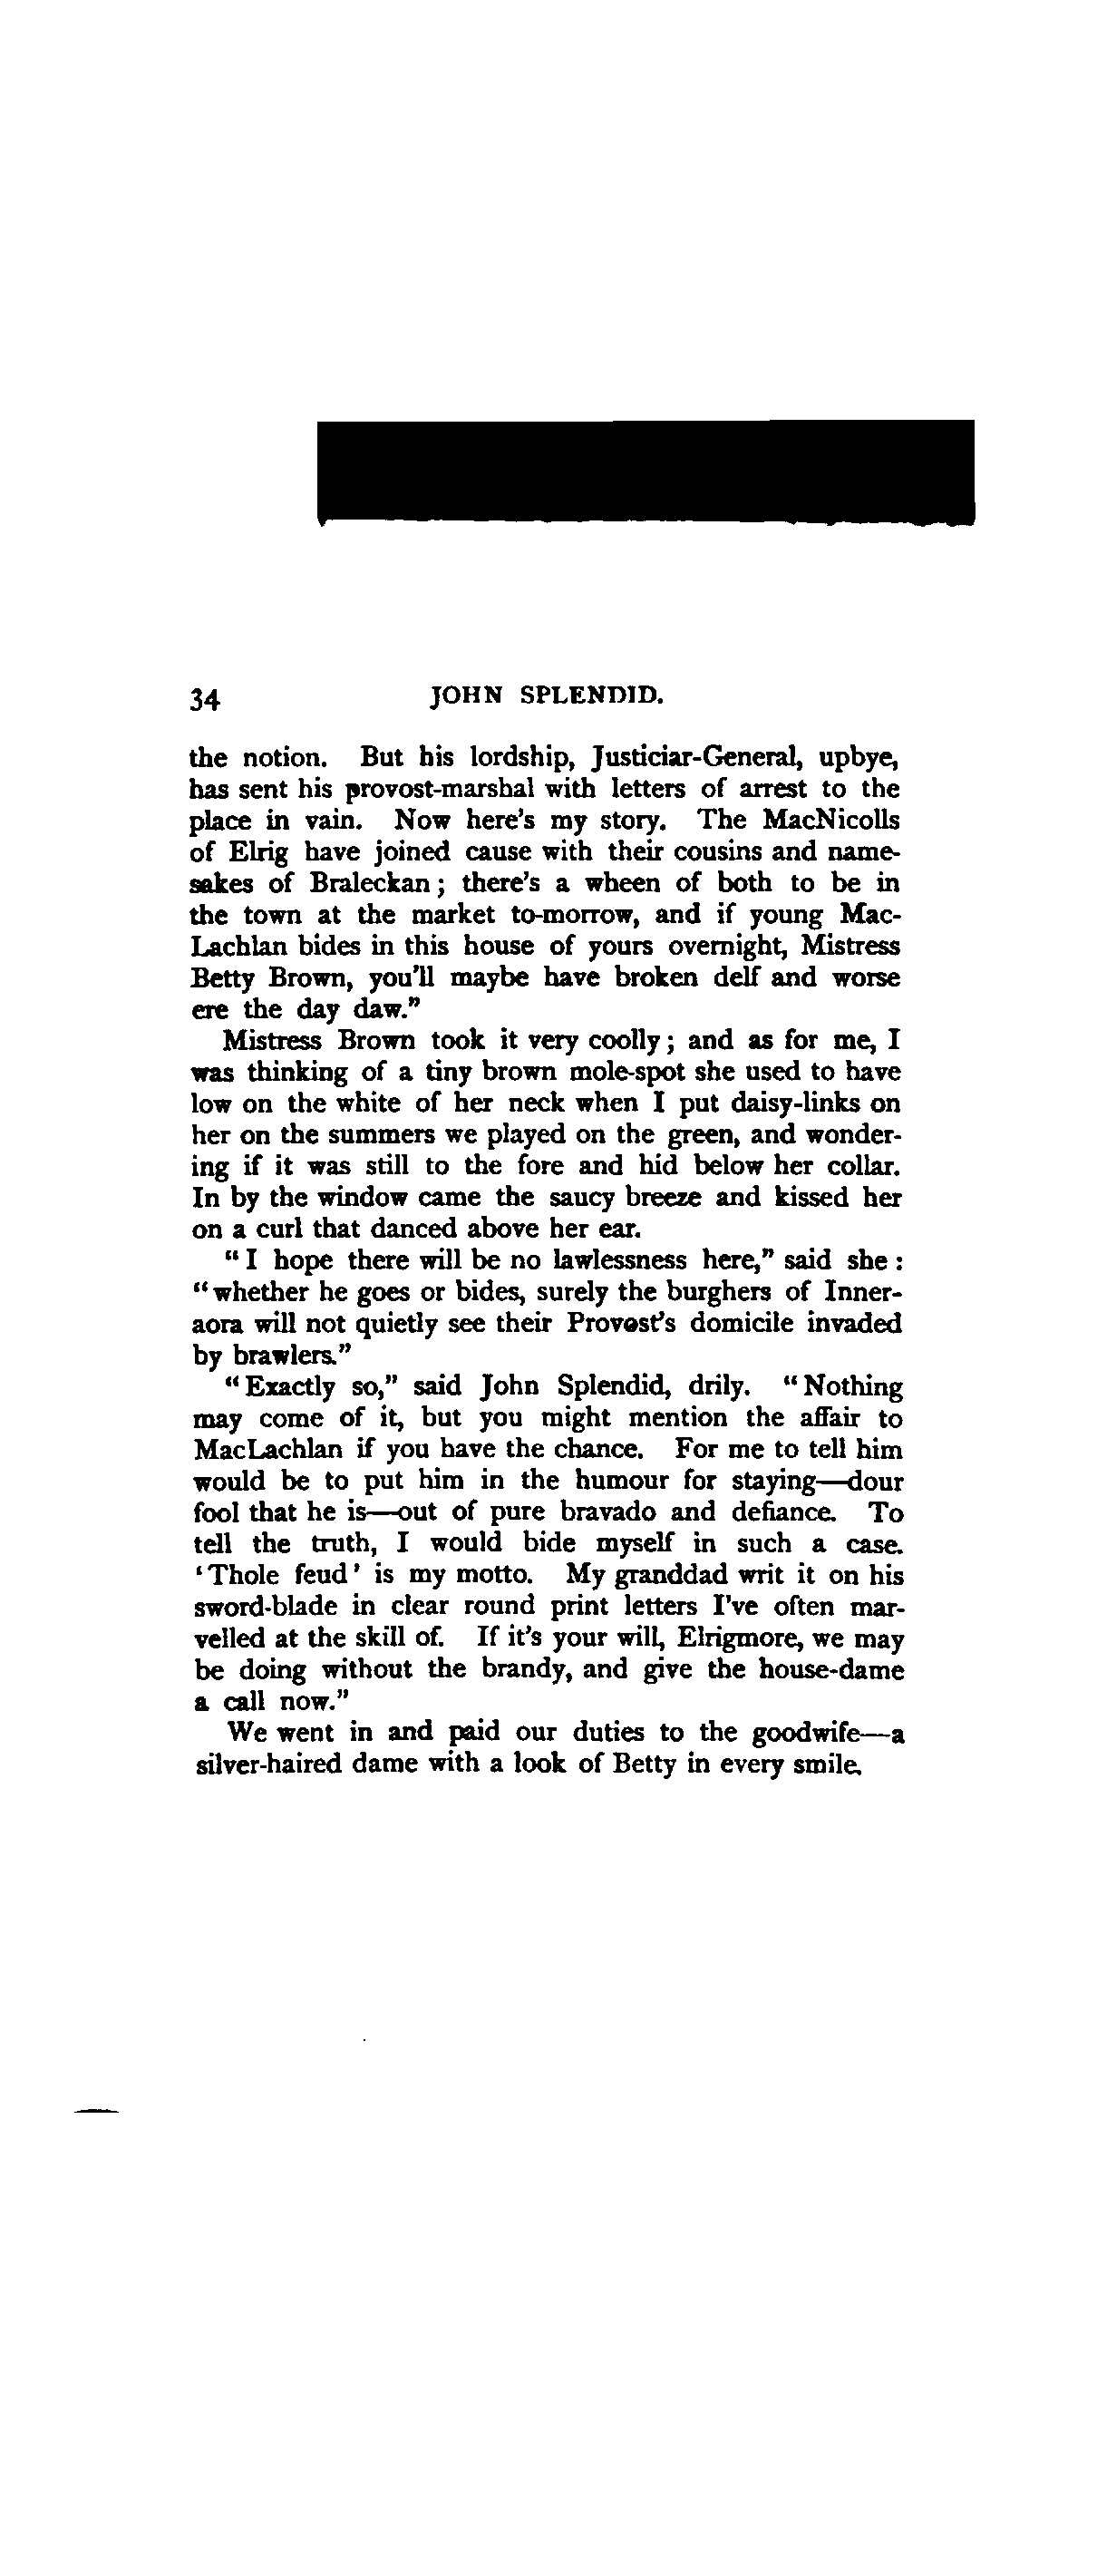 34 JOHN SPLENDID.
the notion. But his lordship, Justiciar-General, upbye,
has sent his provost-marshal with letters of arrest to the
place in vain. Now here's my story. The MacNicolls
of Elrig have joined cause with their cousins and name-
sakes of Braleckan; there's a wheen of both to be in
the town at the market to-morrow, and if young Mac-
Lachlan bides in this house of yours overnight, Mistress
Betty Brown, you'll maybe have broken delf and worse
ere the day daw."
Mistress Brown took it very coolly; and as for me, I
was thinking of a tiny brown mole-spot she used to have
low on the white of her neck when I put daisy-links on
her on the summers we played on the green, and wonder-
ing if it was still to the fore and hid below her collar.
In by the window came the saucy breeze and kissed her
on a curl that danced above her ear.
"I hope there will be no lawlessness here," said she:
"whether he goes or bides, surely the burghers of Inner-
aora will not quietly see their Provost's domicile invaded
by brawlers."
"Exactly so," said John Splendid, drily. "Nothing
may come of it, but you might mention the affair to
MacLachlan if you have the chance. For me to tell him
would be to put him in the humour for staying—dour
fool that he is—out of pure bravado and defiance. To
tell the truth, I would bide myself in such a case.
'Thole feud' is my motto. My granddad writ it on his
sword-blade in clear round print letters I've often mar-
velled at the skill of. If it's your will, Elrigmore, we may
be doing without the brandy, and give the house-dame
a call now."
We went in and paid our duties to the goodwife—a
silver-haired dame with a look of Betty in every smile.